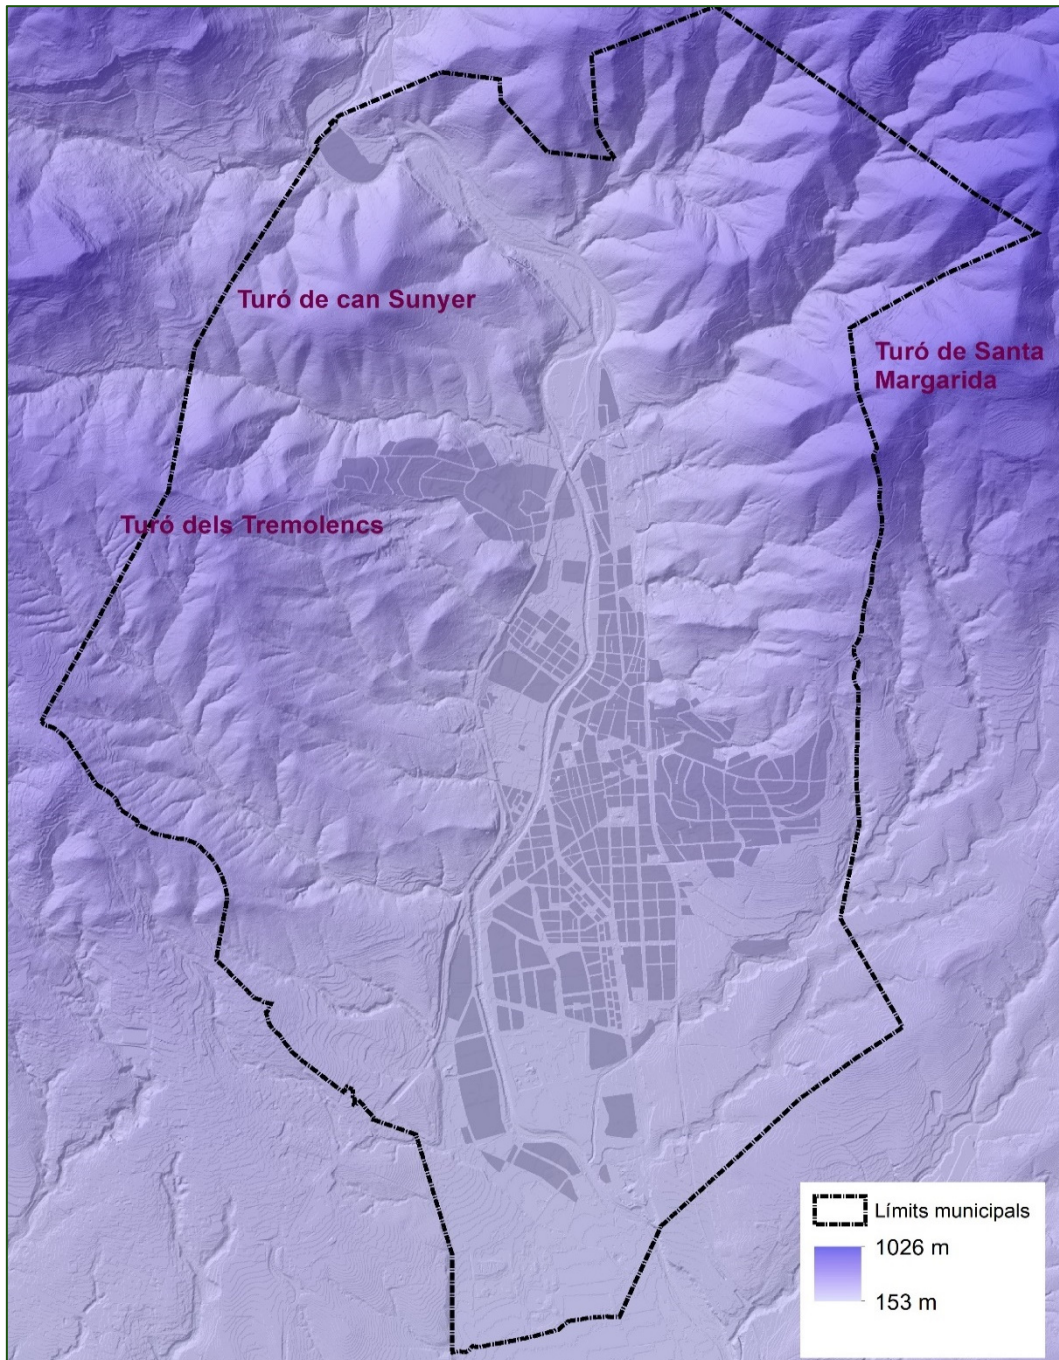 Turó de can Sunyer
Turó de Santa
Margarida
Turó dels Tremolencs
Límits municipals
1026 m
153 m